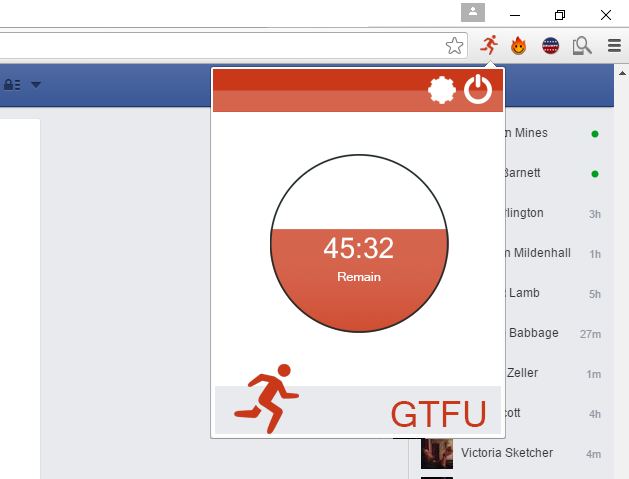 n Mines
Barnett
rlington
3h
n Mildenhall
1h
Lamb
5h
Babbage
27m
Zeller
1m
cott
4h
Victoria Sketcher
4m
45:32
Remain
GTFU